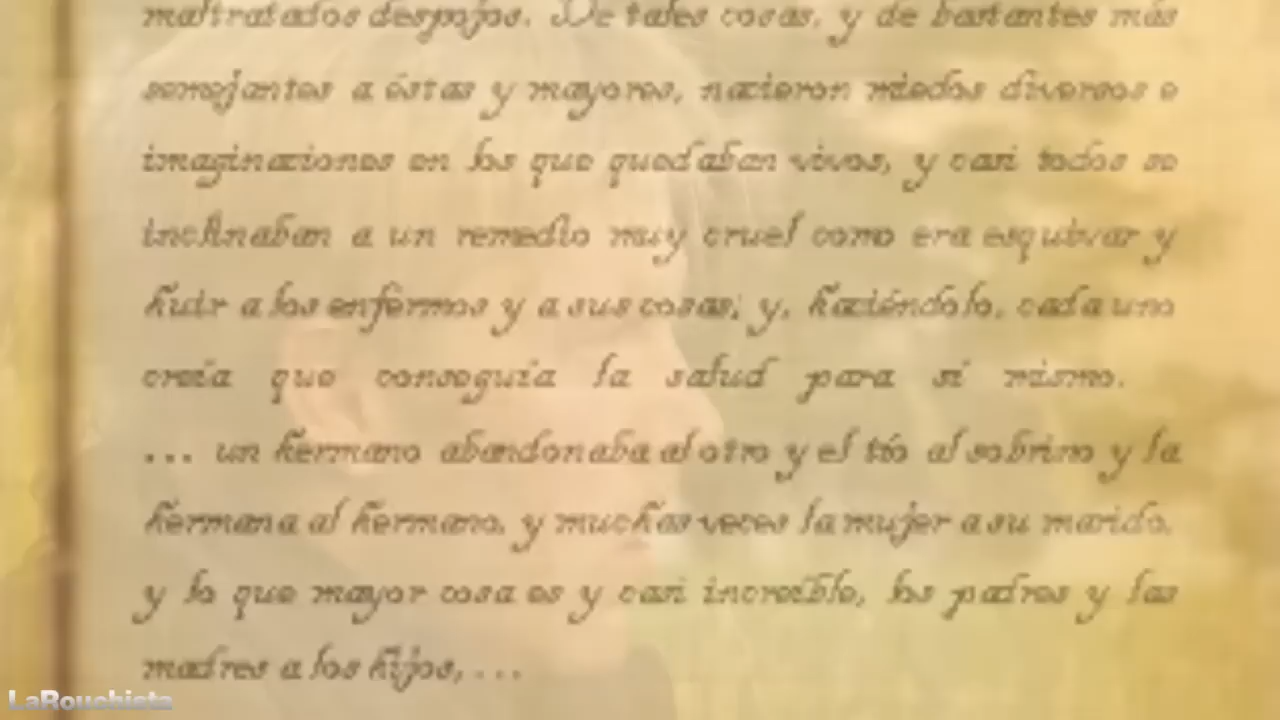 maltratados despojos. De tales cosas, y de bastantes más
semejantes a éstas y mayores, nacieron miedos diversos e
imaginaciones en los que quedaban vivos, y casi todos se
inclinaban a un remedio muy cruel como era esquivar y
huir a los enfermos y a sus cosas; y, haciéndolo, cada uno
creía que conseguía la salud para sí mismo.
... un hermano abandonaba al otro y el tío al sobrino y la
hermana al hermano, y muchas veces la mujer a su marido,
y lo que mayor cosa es y casi increíble, los padres y las
madres a los hijos, ...
LaRouchista